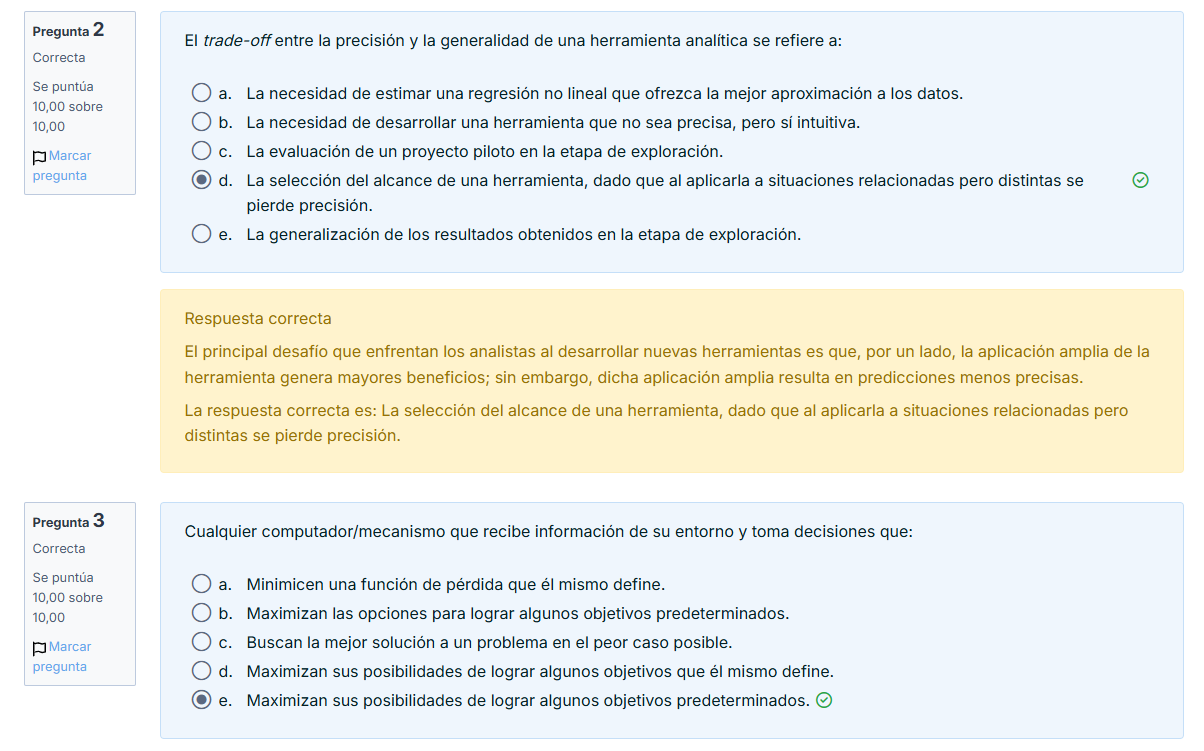 Pregunta 2
Correcta
Se puntúa
10,00 sobre
10,00
Marcar
pregunta
El trade-off entre la precisión y la generalidad de una herramienta analítica se refiere a:
a. La necesidad de estimar una regresión no lineal que ofrezca la mejor aproximación a los datos.
b. La necesidad de desarrollar una herramienta que no sea precisa, pero sí intuitiva.
c. La evaluación de un proyecto piloto en la etapa de exploración.
d. La selección del alcance de una herramienta, dado que al aplicarla a situaciones relacionadas pero distintas se
pierde precisión.
e. La generalización de los resultados obtenidos en la etapa de exploración.
Respuesta correcta
El principal desafío que enfrentan los analistas al desarrollar nuevas herramientas es que, por un lado, la aplicación amplia de la
herramienta genera mayores beneficios; sin embargo, dicha aplicación amplia resulta en predicciones menos precisas.
La respuesta correcta es: La selección del alcance de una herramienta, dado que al aplicarla a situaciones relacionadas pero
distintas se pierde precisión.
Pregunta 3
Correcta
Se puntúa
10,00 sobre
10,00
Marcar
pregunta
Cualquier computador/mecanismo que recibe información de su entorno y toma decisiones que:
a. Minimicen una función de pérdida que él mismo define.
b. Maximizan las opciones para lograr algunos objetivos predeterminados.
c. Buscan la mejor solución a un problema en el peor caso posible.
d. Maximizan sus posibilidades de lograr algunos objetivos que él mismo define.
e. Maximizan sus posibilidades de lograr algunos objetivos predeterminados.